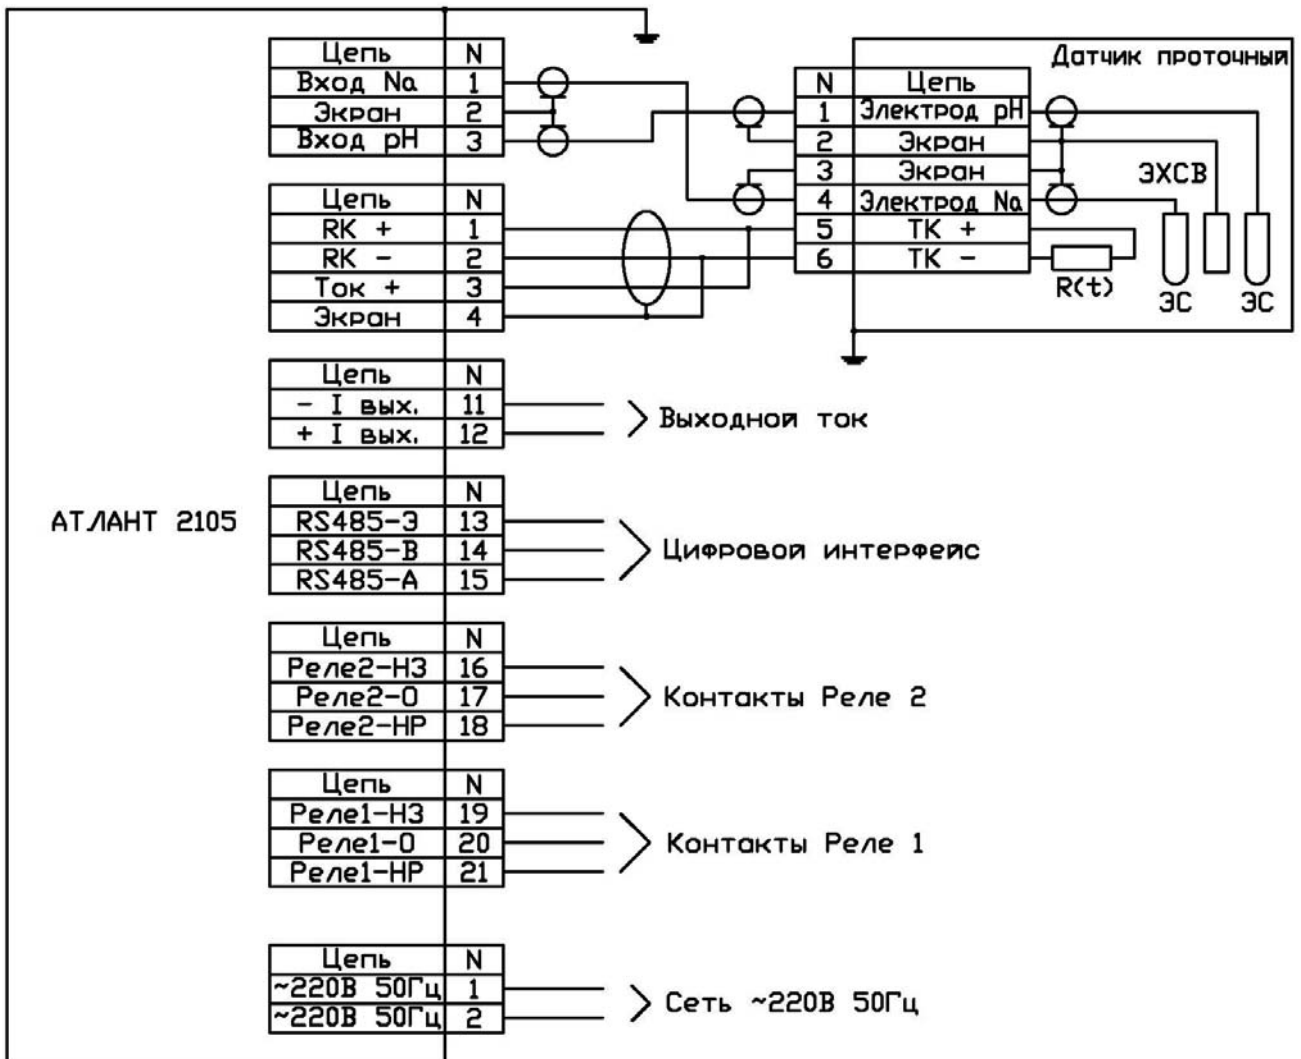 Датчик проточный
Цепь N
Вход Na 1
Экран 2
Вход pH 3
N Цепь
1 Электрод pH
2 Экран
3 Экран
4 Электрод Na
5 ТК +
6 ТК -
ЭХСВ
R(t)
ЭС
ЭС
Цепь N
RK + 1
RK - 2
Ток + 3
Экран 4
Цепь N
- I вых. 11
+ I вых. 12
Выходной ток
АТЛАНТ 2105
Цепь N
RS485-Э 13
RS485-В 14
RS485-А 15
Цифровой интерфейс
Цепь N
Реле2-НЗ 16
Реле2-О 17
Реле2-НР 18
Контакты Реле 2
Цепь N
Реле1-НЗ 19
Реле1-О 20
Реле1-НР 21
Контакты Реле 1
Цепь N
~220В 50Гц 1
~220В 50Гц 2
Сеть ~220В 50Гц